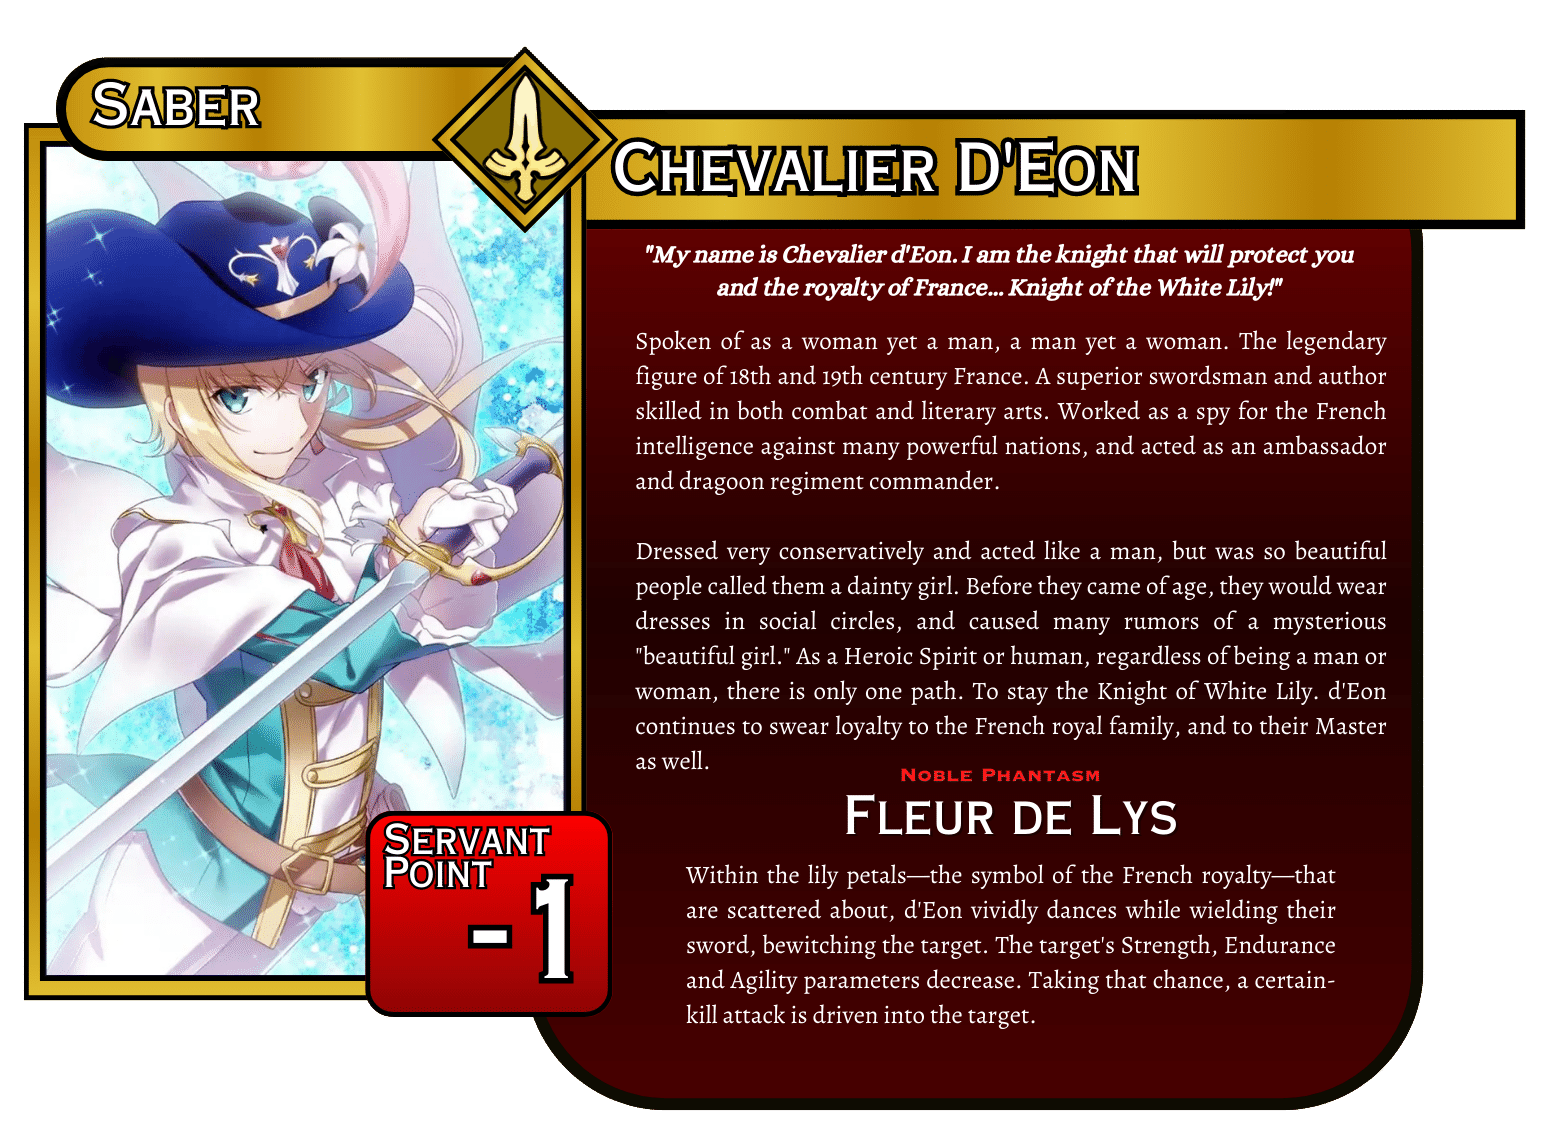 Saber
Chevalier D'Eon
"My name is Chevalier d'Eon. I am the knight that will protect you
and the royalty of France... Knight of the White Lily!"
Spoken of as a woman yet a man, a man yet a woman. The legendary
figure of 18th and 19th century France. A superior swordsman and author
skilled in both combat and literary arts. Worked as a spy for the French
intelligence against many powerful nations, and acted as an ambassador
and dragoon regiment commander.
Dressed very conservatively and acted like a man, but was so beautiful
people called them a dainty girl. Before they came of age, they would wear
dresses in social circles, and caused many rumors of a mysterious
"beautiful girl." As a Heroic Spirit or human, regardless of being a man or
woman, there is only one path. To stay the Knight of White Lily. d'Eon
continues to swear loyalty to the French royal family, and to their Master
as well.
Noble Phantasm
Fleur de Lys
Within the lily petals—the symbol of the French royalty—that
are scattered about, d'Eon vividly dances while wielding their
sword, bewitching the target. The target's Strength, Endurance
and Agility parameters decrease. Taking that chance, a certain-
kill attack is driven into the target.
Servant
Point
-1